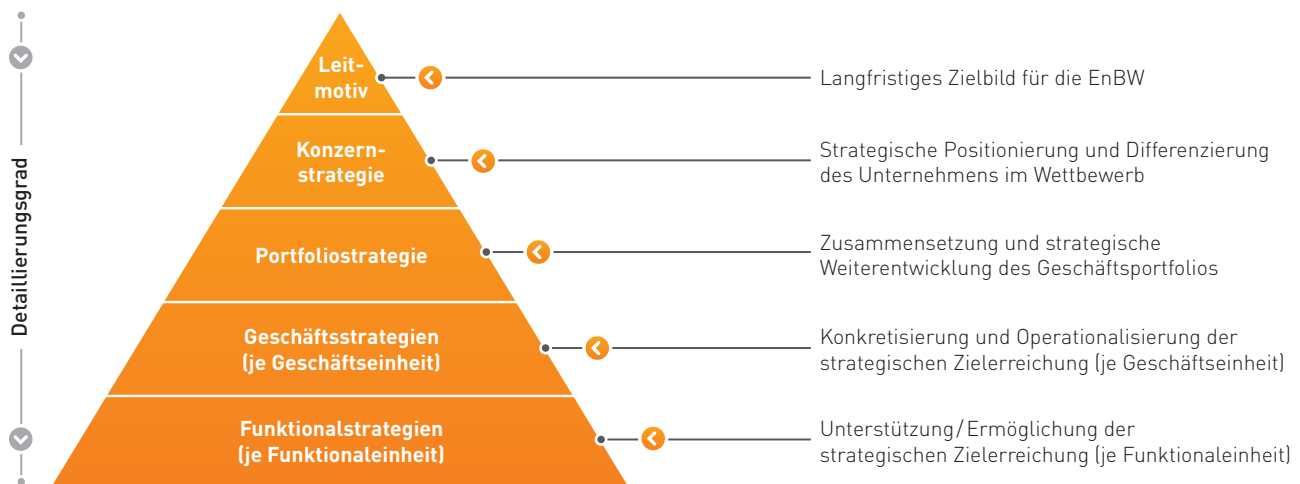 Detaillierungsgrad
Leit-
motiv
Langfristiges Zielbild für die EnBW
Konzern-
strategie
Strategische Positionierung und Differenzierung
des Unternehmens im Wettbewerb
Portfoliostrategie
Zusammensetzung und strategische
Weiterentwicklung des Geschäftsportfolios
Geschäftsstrategien
(je Geschäftseinheit)
Konkretisierung und Operationalisierung der
strategischen Zielerreichung (je Geschäftseinheit)
Funktionalstrategien
(je Funktionaleinheit)
Unterstützung/Ermöglichung der
strategischen Zielerreichung (je Funktionaleinheit)